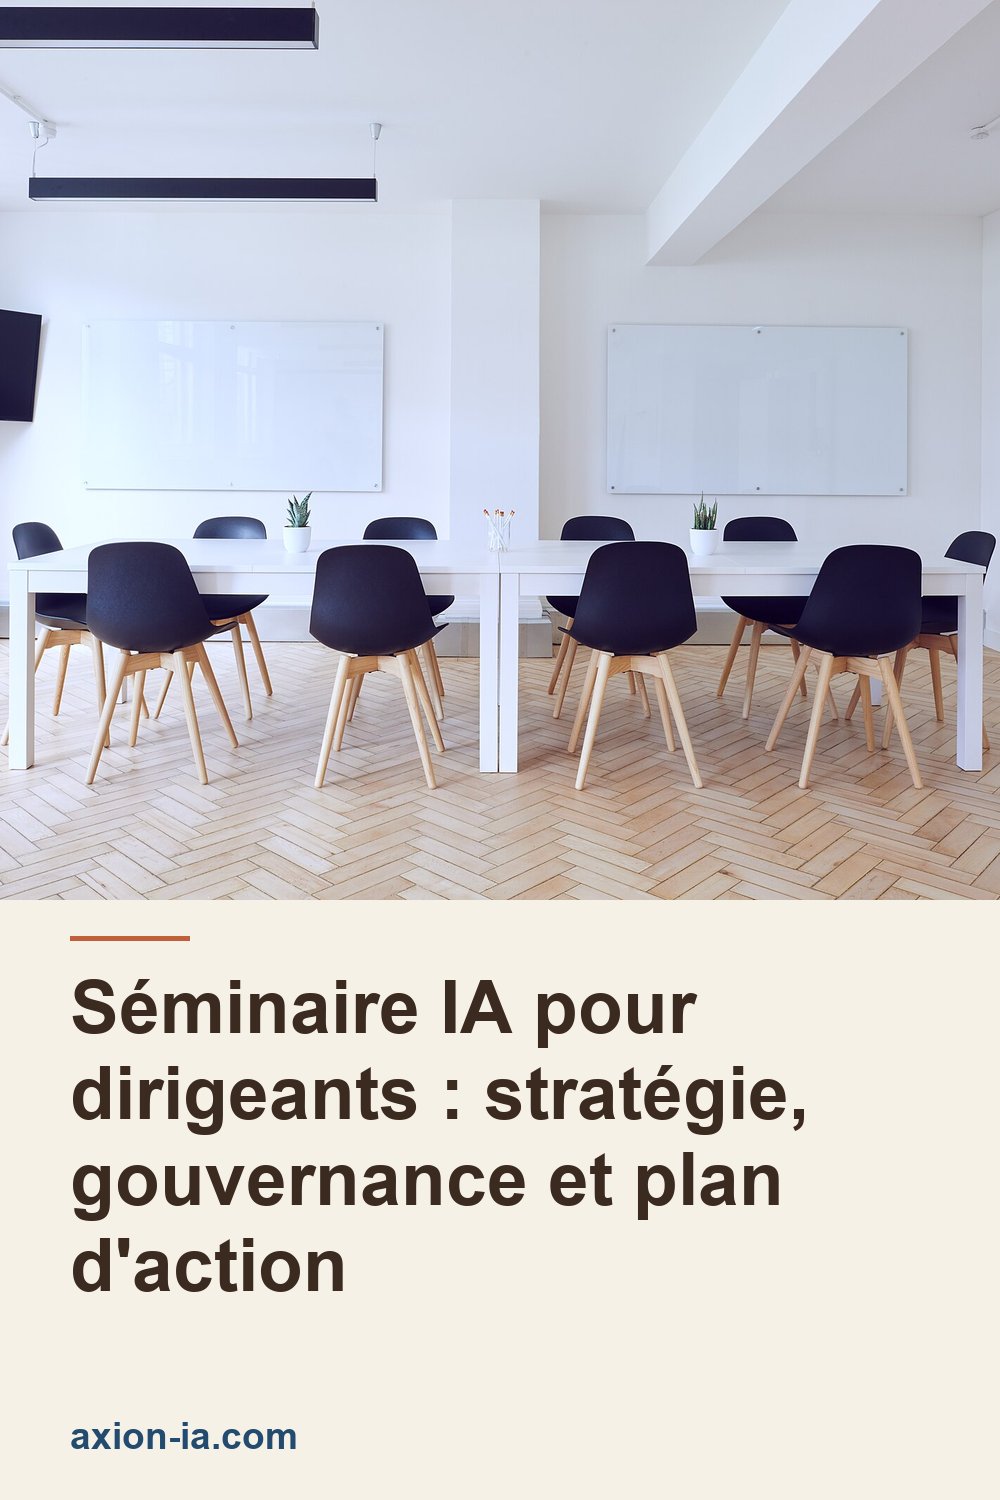 Séminaire IA pour
dirigeants : stratégie,
gouvernance et plan
d'action
axion-ia.com